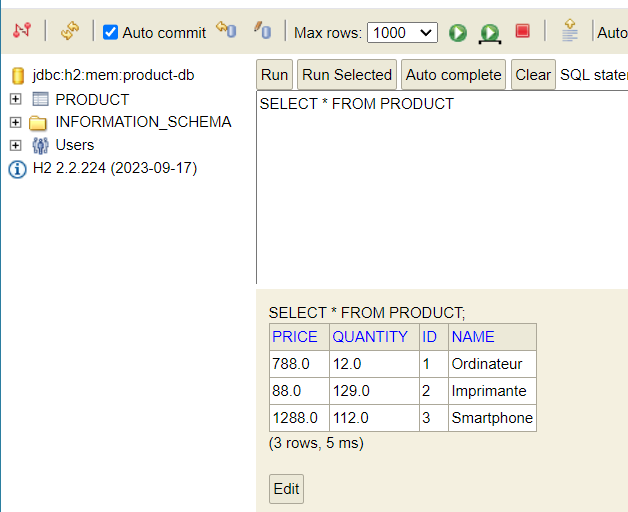 Auto commit Max rows: 1000 Auto
jdbc:h2:mem:product-db
PRODUCT
INFORMATION_SCHEMA
Users
H2 2.2.224 (2023-09-17)
Run Run Selected Auto complete Clear SQL state
SELECT * FROM PRODUCT
SELECT * FROM PRODUCT;
PRICE QUANTITY ID NAME
788.0 12.0 1 Ordinateur
88.0 129.0 2 Imprimante
1288.0 112.0 3 Smartphone
(3 rows, 5 ms)
Edit